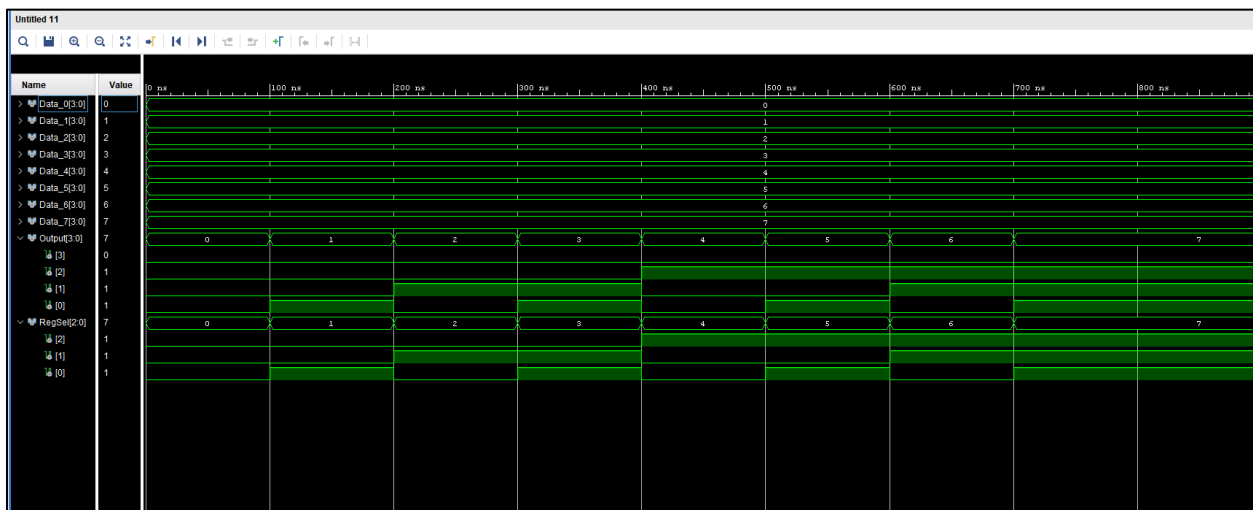 Untitled 11
Name Value 0 ns 100 ns 200 ns 300 ns 400 ns 500 ns 600 ns 700 ns 800 ns
Data_0[3:0] 0 0
Data_1[3:0] 1 1
Data_2[3:0] 2 2
Data_3[3:0] 3 3
Data_4[3:0] 4 4
Data_5[3:0] 5 5
Data_6[3:0] 6 6
Data_7[3:0] 7 7
Output[3:0] 7 0 1 2 3 4 5 6 7
[3] 0
[2] 1
[1] 1
[0] 1
RegSel[2:0] 7 0 1 2 3 4 5 6 7
[2] 1
[1] 1
[0] 1